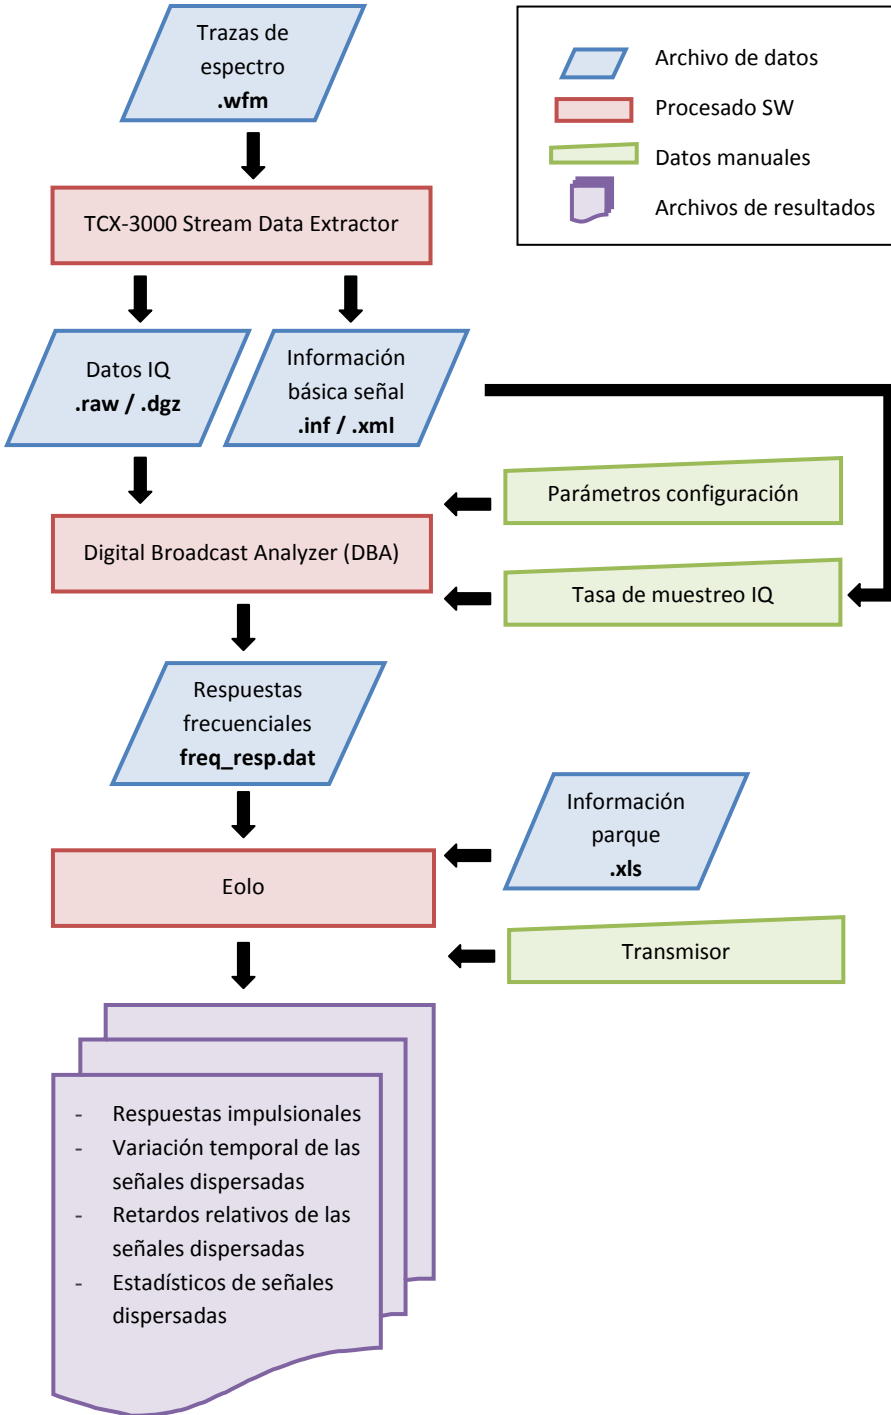 Trazas de
espectro
.wfm
Archivo de datos
Procesado SW
Datos manuales
Archivos de resultados
TCX-3000 Stream Data Extractor
Datos IQ
.raw / .dgz
Información
básica señal
.inf / .xml
Parámetros configuración
Digital Broadcast Analyzer (DBA)
Tasa de muestreo IQ
Respuestas
frecuenciales
freq_resp.dat
Información
parque
.xls
Eolo
Transmisor
- Respuestas impulsionales
- Variación temporal de las
señales dispersadas
- Retardos relativos de las
señales dispersadas
- Estadísticos de señales
dispersadas